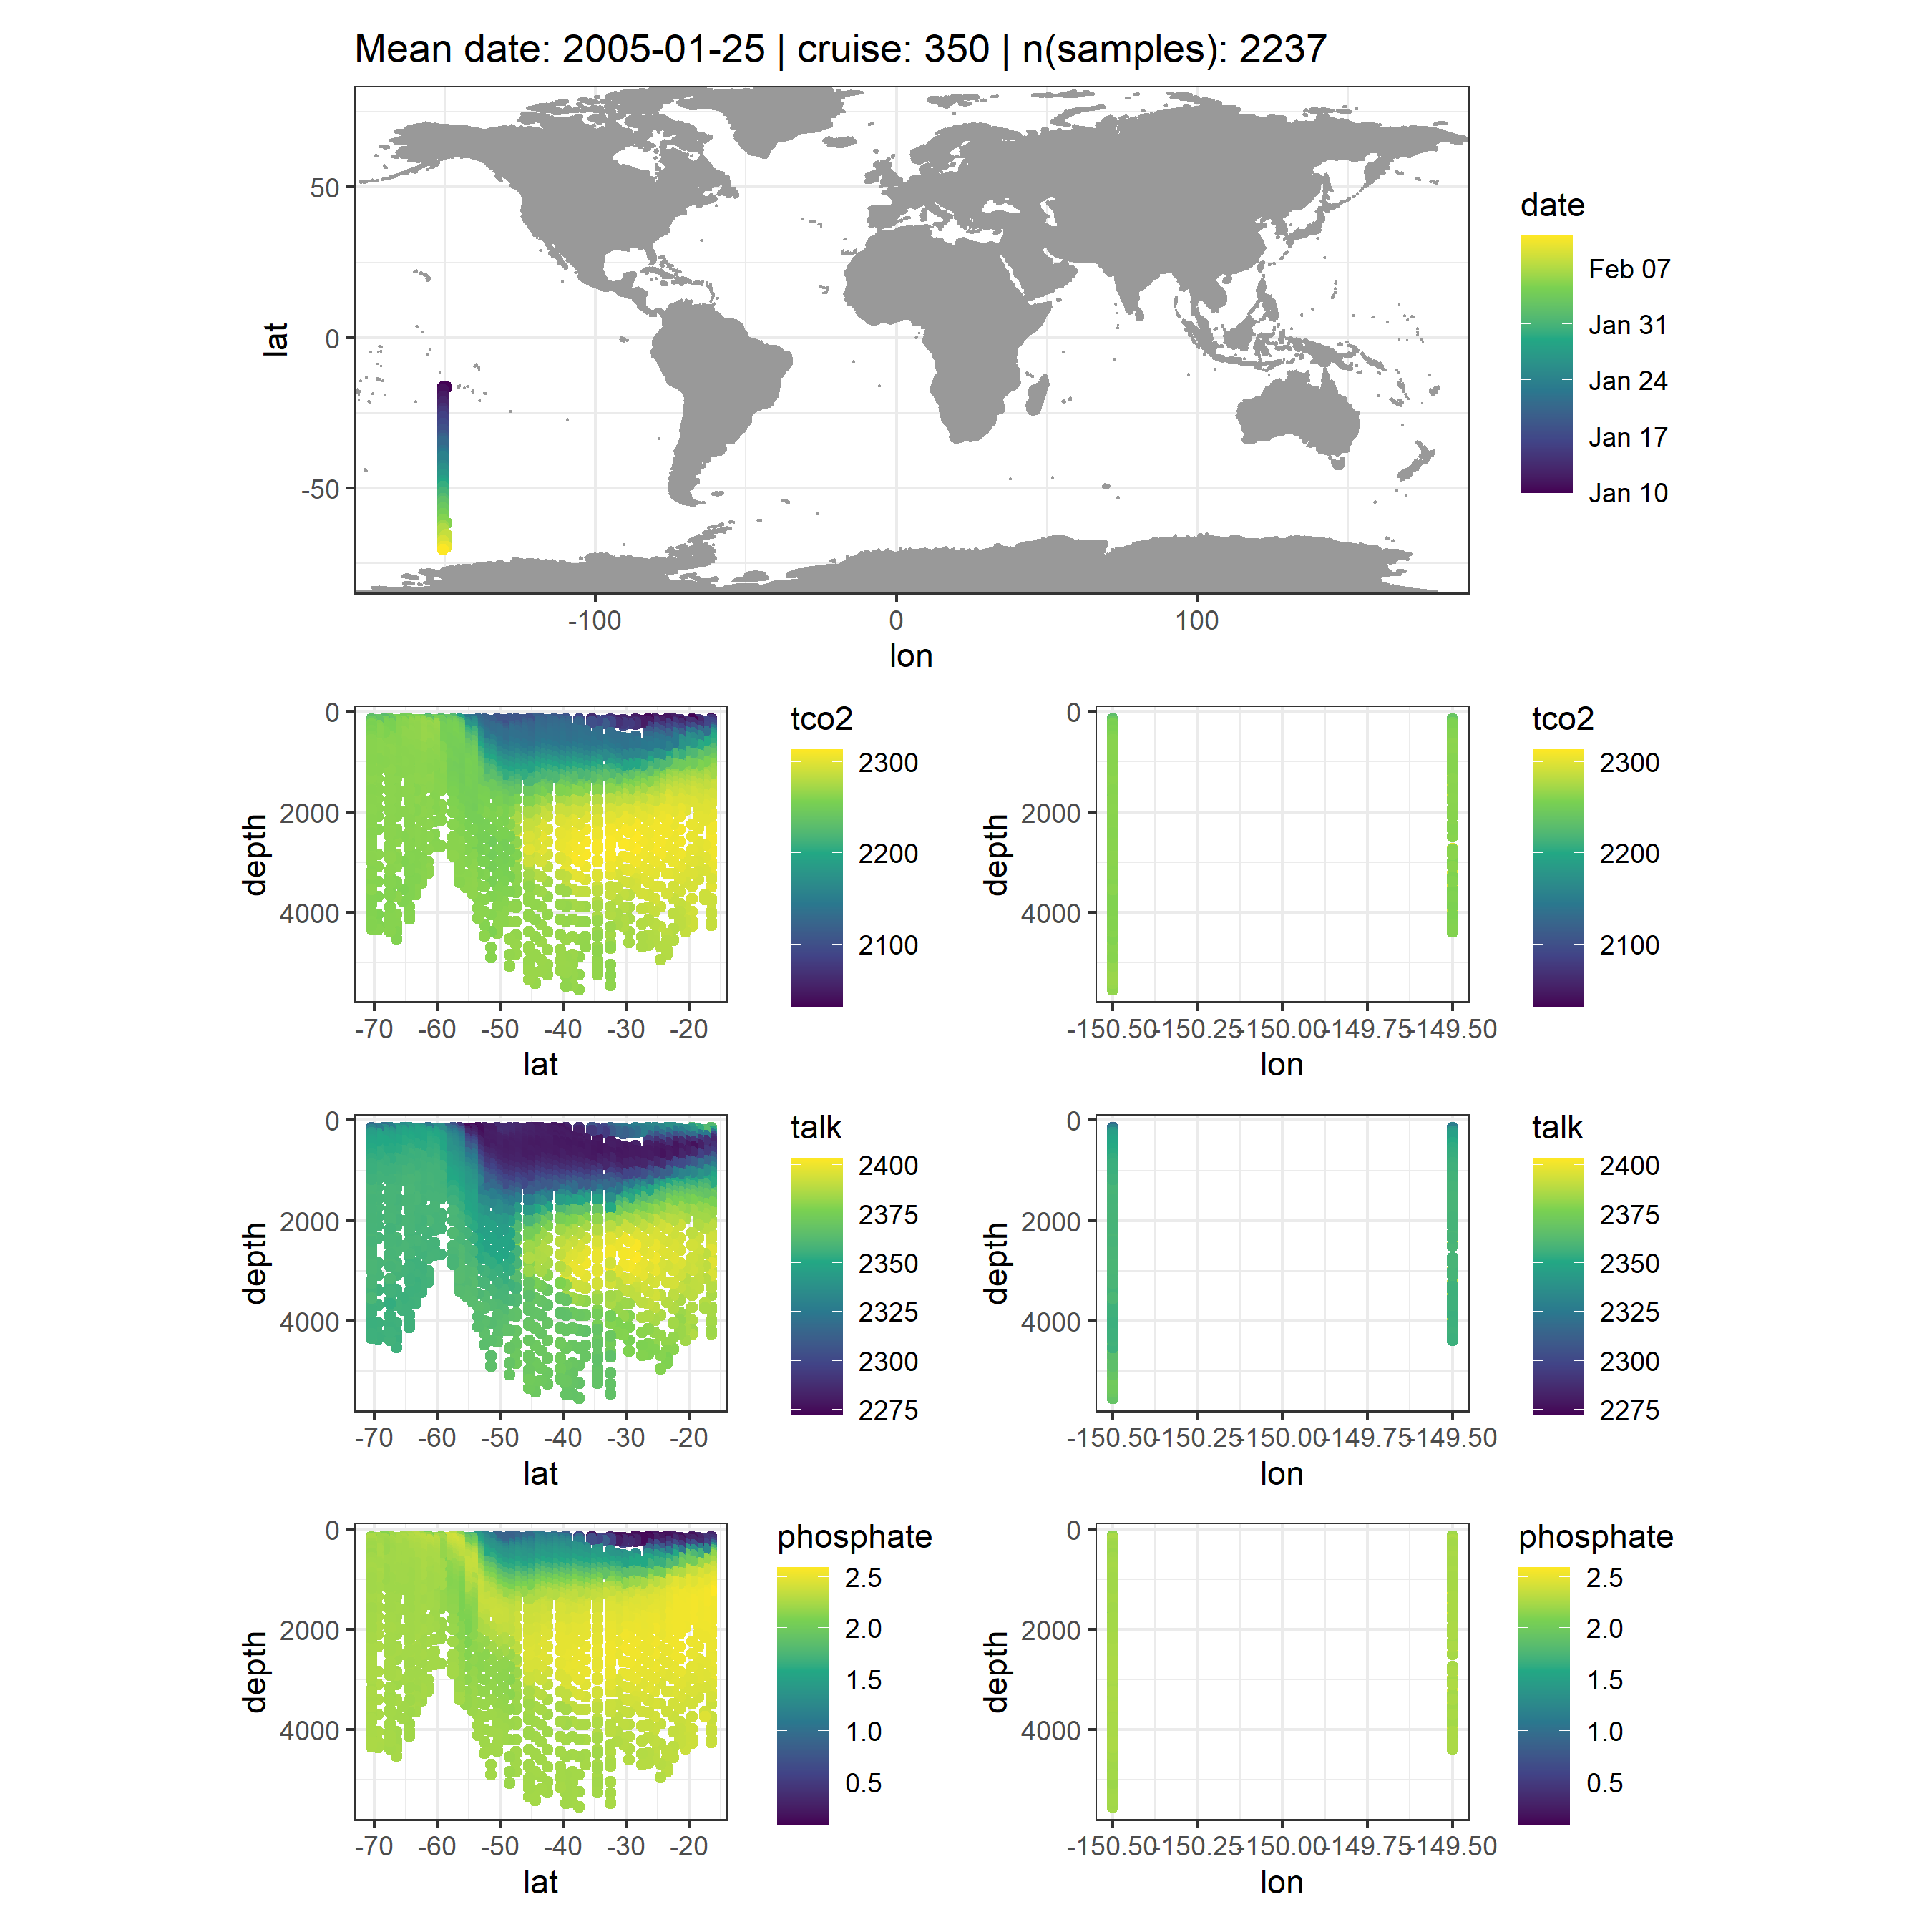 Mean date: 2005-01-25 | cruise: 350 | n(samples): 2237
50
0
-50
lat
-100
0
100
lon
date
Feb 07
Jan 31
Jan 24
Jan 17
Jan 10
0
2000
4000
depth
-70 -60 -50 -40 -30 -20
lat
tco2
2300
2200
2100
0
2000
4000
depth
-150.50 -150.25 -150.00 -149.75 -149.50
lon
tco2
2300
2200
2100
0
2000
4000
depth
-70 -60 -50 -40 -30 -20
lat
talk
2400
2375
2350
2325
2300
2275
0
2000
4000
depth
-150.50 -150.25 -150.00 -149.75 -149.50
lon
talk
2400
2375
2350
2325
2300
2275
0
2000
4000
depth
-70 -60 -50 -40 -30 -20
lat
phosphate
2.5
2.0
1.5
1.0
0.5
0
2000
4000
depth
-150.50 -150.25 -150.00 -149.75 -149.50
lon
phosphate
2.5
2.0
1.5
1.0
0.5